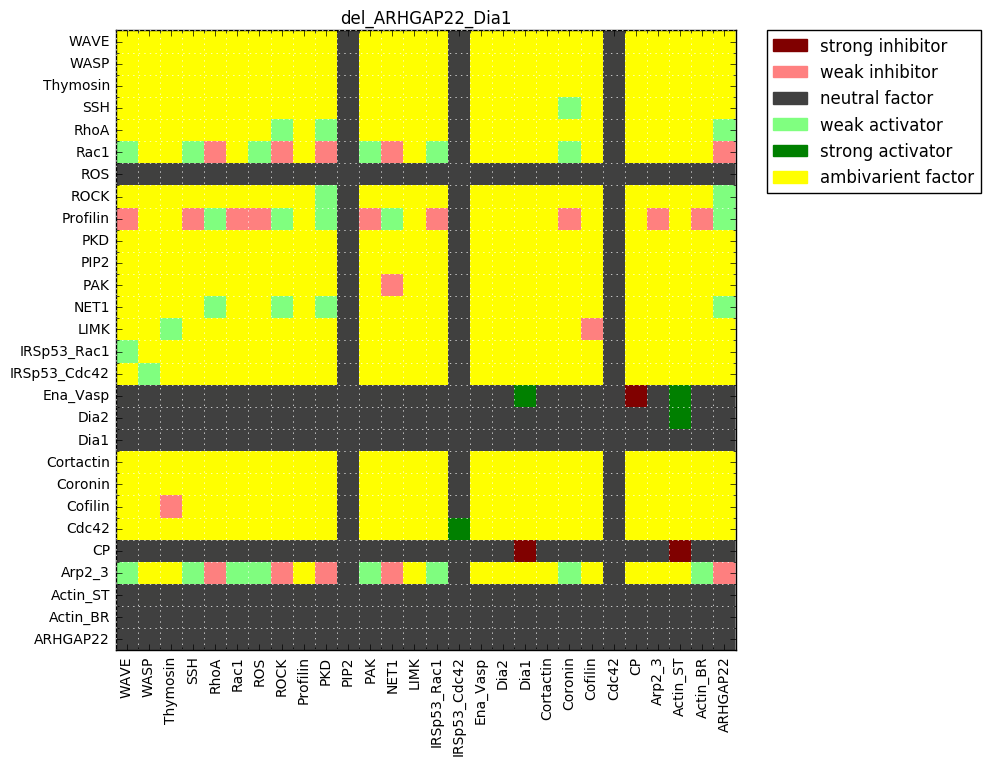 del_ARHGAP22_Dia1
WAVE
WASP
Thymosin
SSH
RhoA
Rac1
ROS
ROCK
Profilin
PKD
PIP2
PAK
NET1
LIMK
IRSp53_Rac1
IRSp53_Cdc42
Ena_Vasp
Dia2
Dia1
Cortactin
Coronin
Cofilin
Cdc42
CP
Arp2_3
Actin_ST
Actin_BR
ARHGAP22
WAVE
WASP
Thymosin
SSH
RhoA
Rac1
ROS
ROCK
Profilin
PKD
PIP2
PAK
NET1
LIMK
IRSp53_Rac1
IRSp53_Cdc42
Ena_Vasp
Dia2
Dia1
Cortactin
Coronin
Cofilin
Cdc42
CP
Arp2_3
Actin_ST
Actin_BR
ARHGAP22
strong inhibitor
weak inhibitor
neutral factor
weak activator
strong activator
ambivarient factor